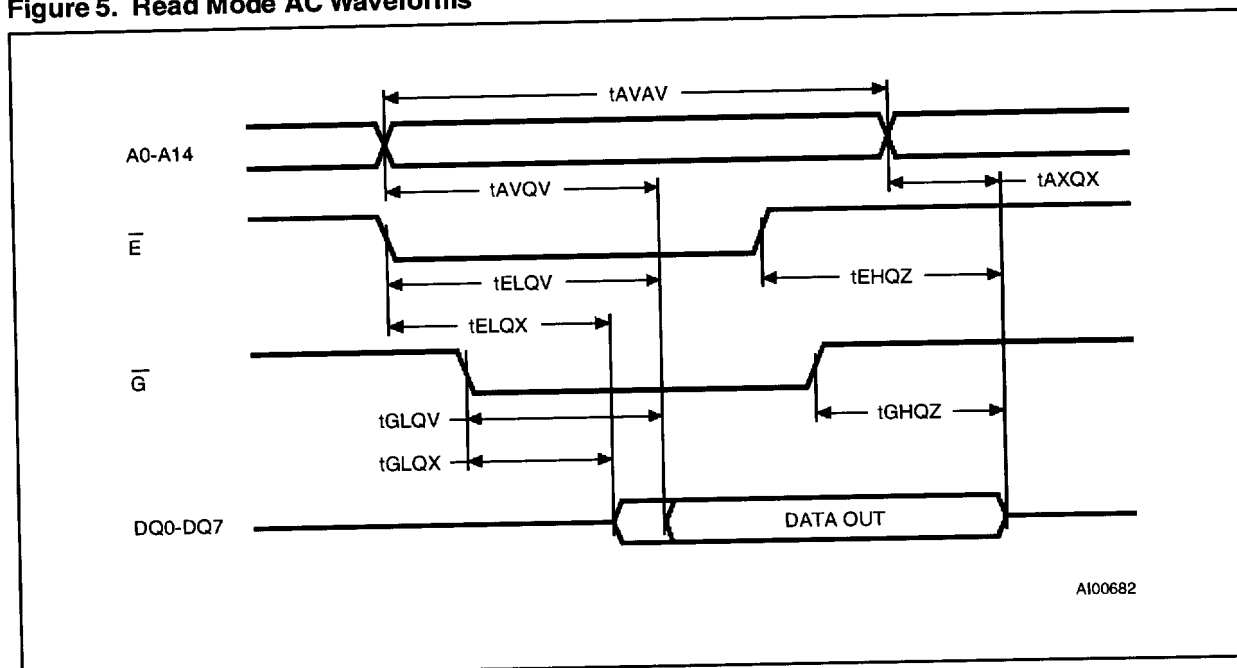 Figure 5. Read Mode AC Waveforms
tAVAV
A0-A14
tAVQV
tAXQX
E̅
tELQV
tEHQZ
tELQX
G̅
tGLQV
tGHQZ
tGLQX
DQ0-DQ7
DATA OUT
AI00682